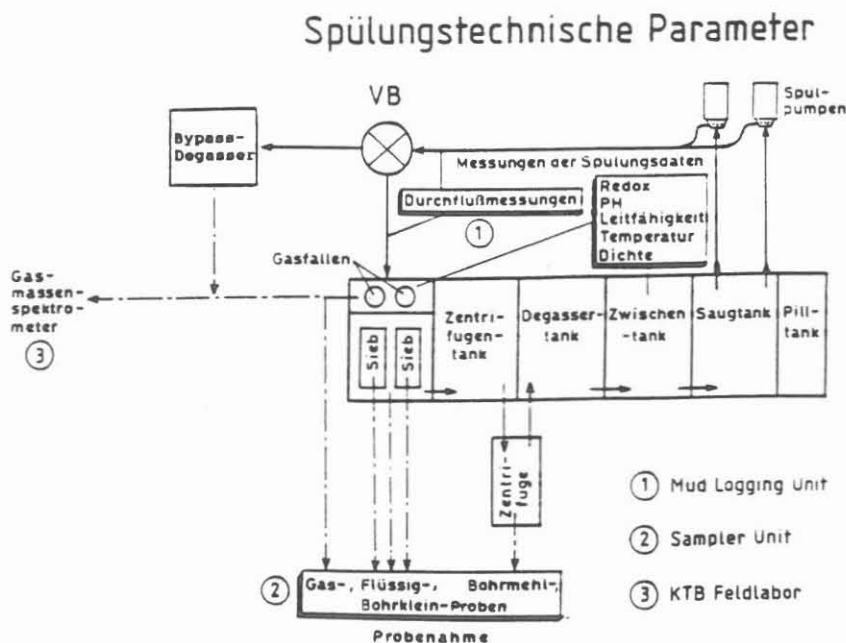 Spülungstechnische Parameter
VB
Spül-
pumpen
Bypass-
Degasser
Messungen der Spülungsdaten
Durchflußmessungen
1
Redox
PH
Leitfähigkeit
Temperatur
Dichte
Gasfallen
Gas-
massen-
spektro-
meter
3
Zentri-
fugen-
tank
Degasser-
tank
Zwischen-
-tank
Saugtank
Pill-
tank
Sieb
Sieb
Zentri-
fuge
1 Mud Logging Unit
2 Sampler Unit
3 KTB Feldlabor
2
Gas-, Flüssig-, Bohrmehl-,
Bohrklein-Proben
Probenahme